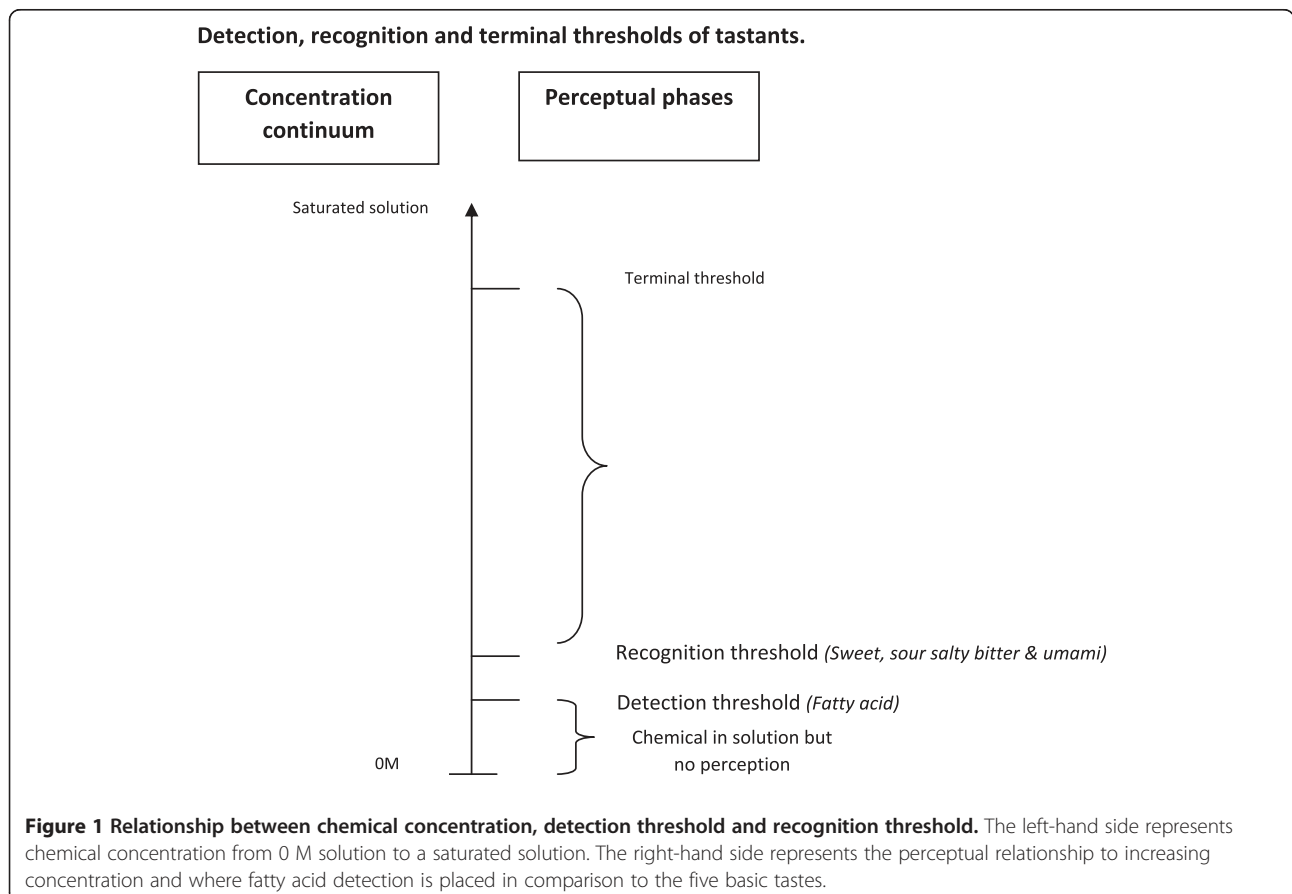 Detection, recognition and terminal thresholds of tastants.
Concentration
continuum
Perceptual phases
Saturated solution
Terminal threshold
Recognition threshold (Sweet, sour salty bitter & umami)
Detection threshold (Fatty acid)
Chemical in solution but
no perception
0M
Figure 1 Relationship between chemical concentration, detection threshold and recognition threshold. The left-hand side represents
chemical concentration from 0 M solution to a saturated solution. The right-hand side represents the perceptual relationship to increasing
concentration and where fatty acid detection is placed in comparison to the five basic tastes.